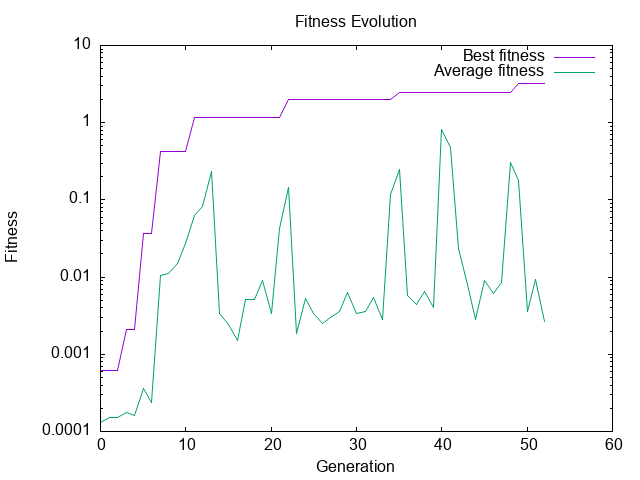 Fitness Evolution
10
1
0.1
0.01
0.001
0.0001
Fitness
Best fitness
Average fitness
0 10 20 30 40 50 60
Generation